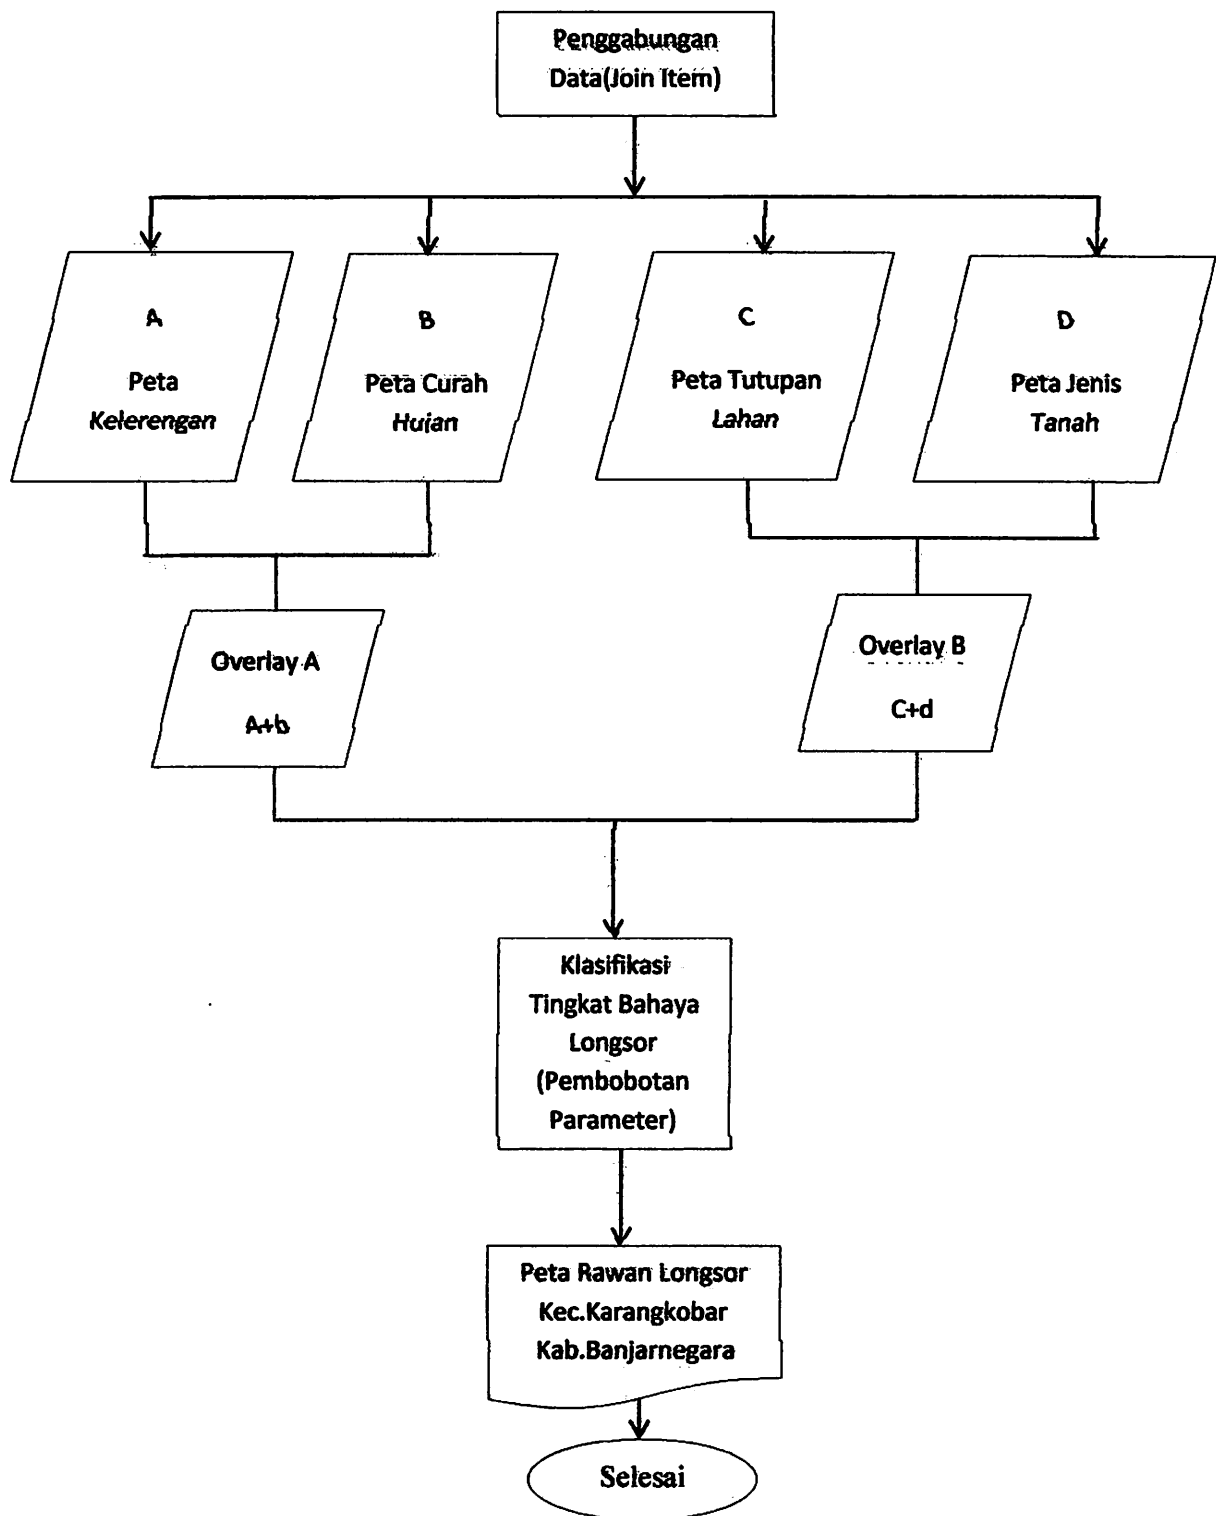 Penggabungan
Data(Join Item)
A
Peta
Kelerengan
B
Peta Curah
Hujan
C
Peta Tutupan
Lahan
D
Peta Jenis
Tanah
Overlay A
A+b
Overlay B
C+d
Klasifikasi
Tingkat Bahaya
Longsor
(Pembobotan
Parameter)
Peta Rawan Longsor
Kec.Karangkobar
Kab.Banjarnegara
Selesai